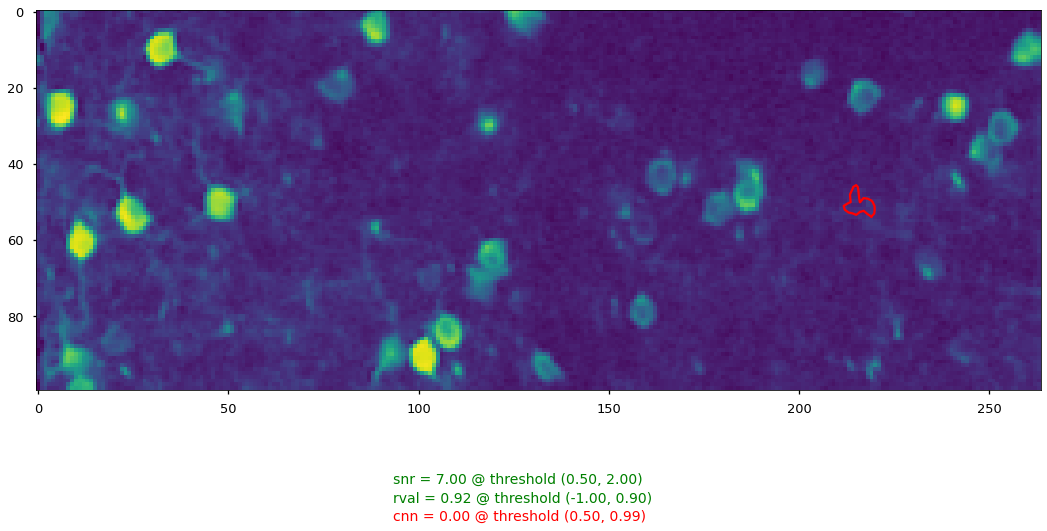 0
20
40
60
80
0 50 100 150 200 250
snr = 7.00 @ threshold (0.50, 2.00)
rval = 0.92 @ threshold (-1.00, 0.90)
cnn = 0.00 @ threshold (0.50, 0.99)